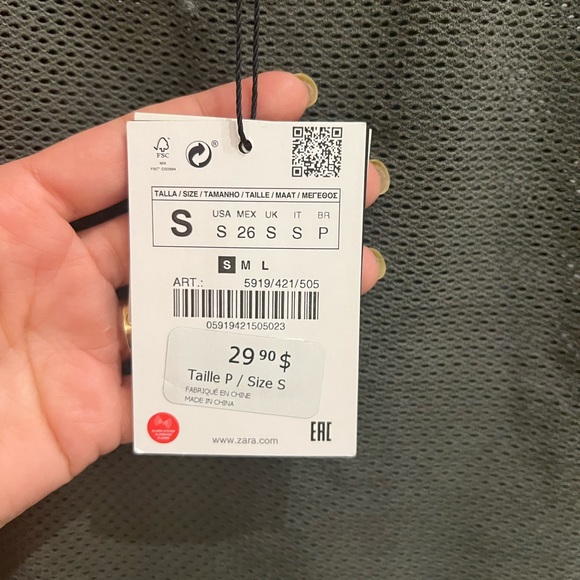 FSC
MIX
®
TALLA / SIZE / TAMANHO / TAILLE / MAAT / ΜΕΓΕΘΟΣ
S
USA MEX UK IT BR
S 26 S S P
S M L
ART.: 5919/421/505
05919421505023
29 90 $
Taille P / Size S
FABRIQUÉ EN CHINE
MADE IN CHINA
www.zara.com
EAC